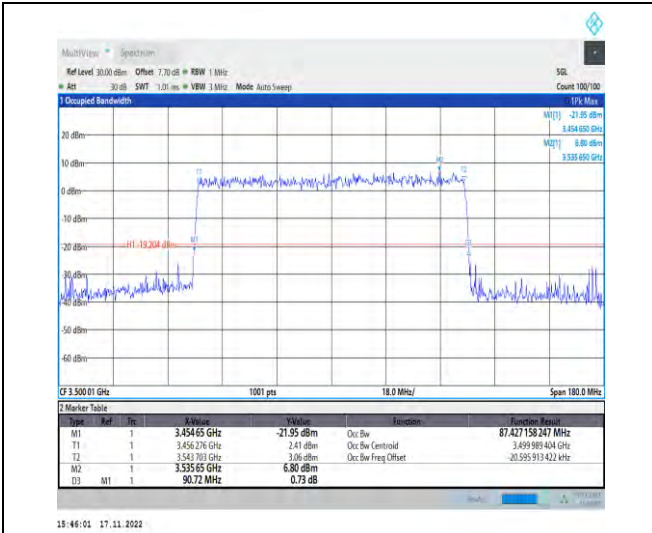 MultiView Spectrum
Ref Level 30.00 dBm Offset 7.70 dB RBW 1 MHz SGL
Att 30 dB SWT 1.01 ms VBW 3 MHz Mode Auto Sweep Count 100/100
1 Occupied Bandwidth 1Pk Max
M1[1] -21.95 dBm
3.454 650 GHz
M2[1] 6.80 dBm
3.535 650 GHz
20 dBm
10 dBm
0 dBm
-10 dBm
-20 dBm
-30 dBm
-50 dBm
-60 dBm
M2
T2
M1
H1 -19.204 dBm
CF 3.500 01 GHz 1001 pts 18.0 MHz/ Span 180.0 MHz
2 Marker Table
Type Ref Trc X-Value Y-Value Function Function Result
M1 1 3.454 65 GHz -21.95 dBm Occ Bw 87.427 158 247 MHz
T1 1 3.456 276 GHz 2.41 dBm Occ Bw Centroid 3.499 989 404 GHz
T2 1 3.543 703 GHz 3.06 dBm Occ Bw Freq Offset -20.595 913 422 kHz
M2 1 3.535 65 GHz 6.80 dBm
D3 M1 1 90.72 MHz 0.73 dB
15:46:01 17.11.2022